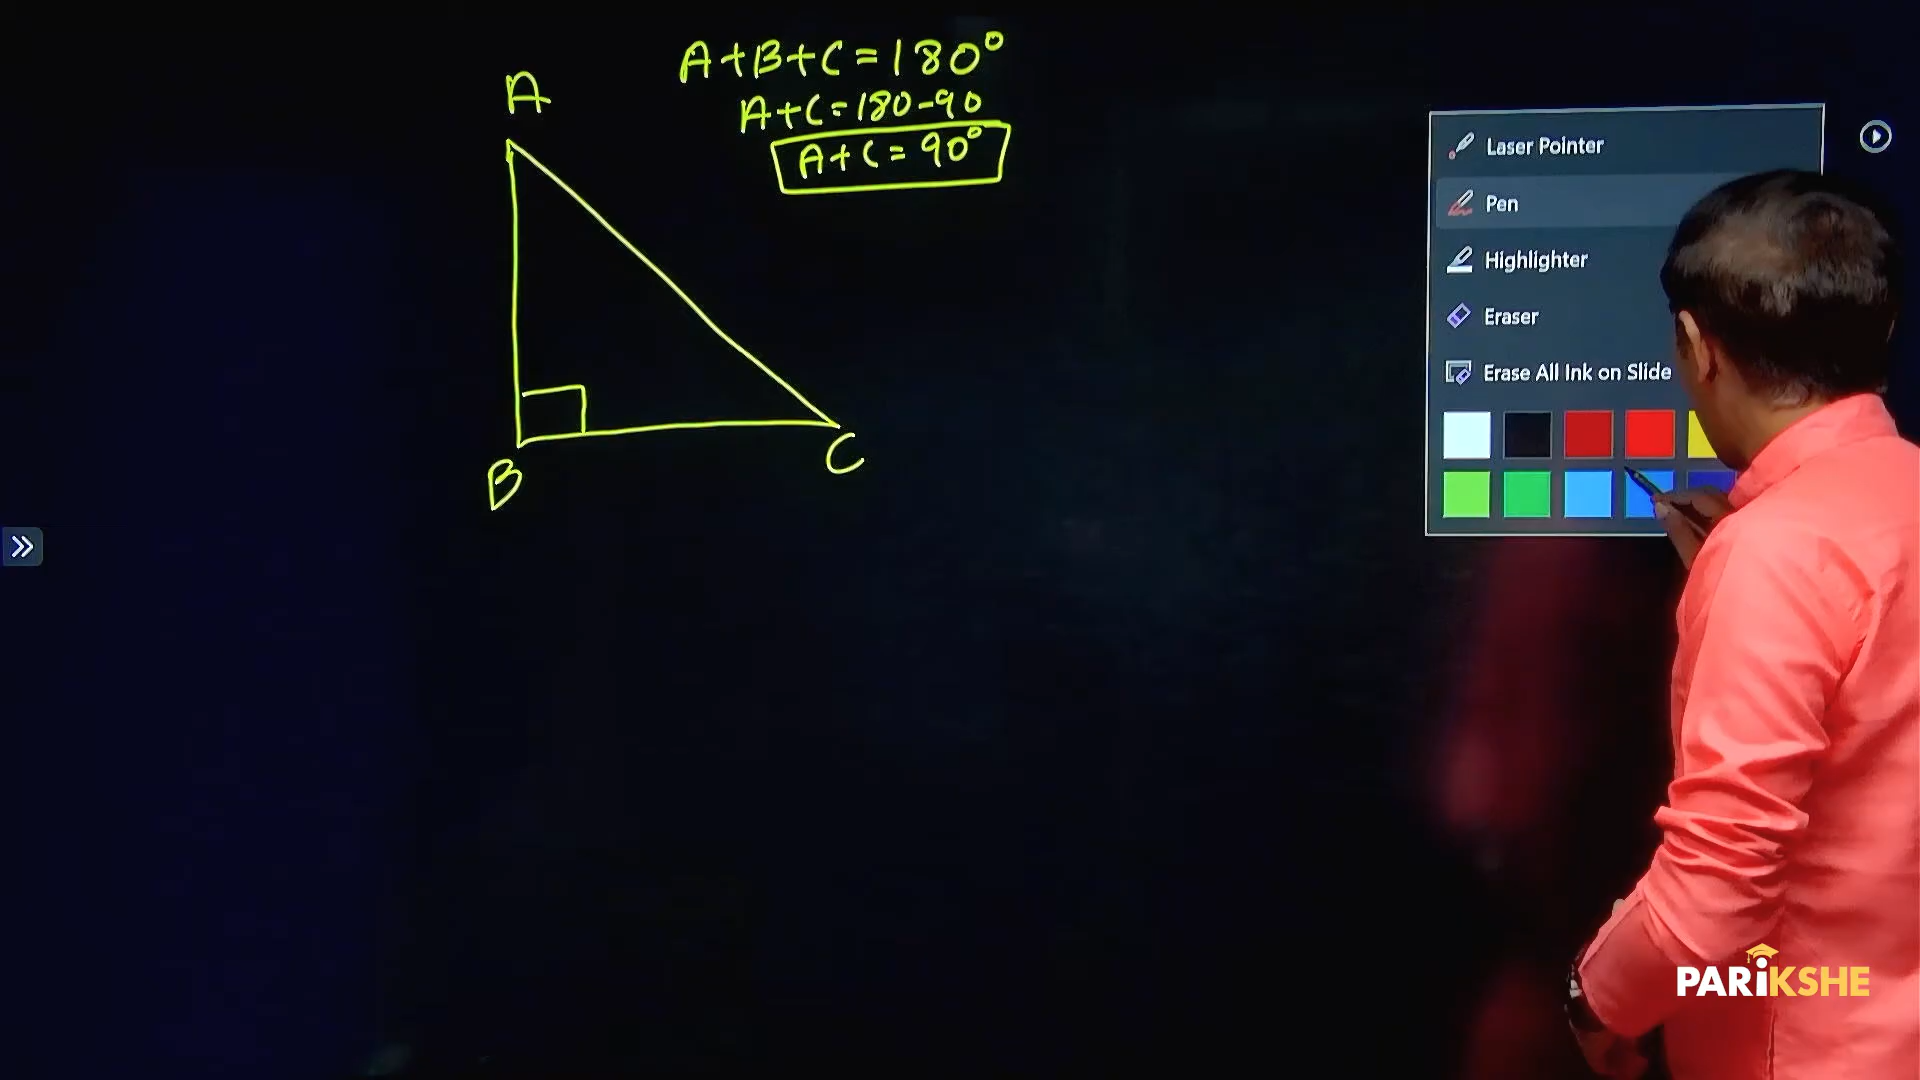 A+B+C=180°
A+C=180-90
A+C=90°
A
B
C
Laser Pointer
Pen
Highlighter
Eraser
Erase All Ink on Slide
PARiKSHE